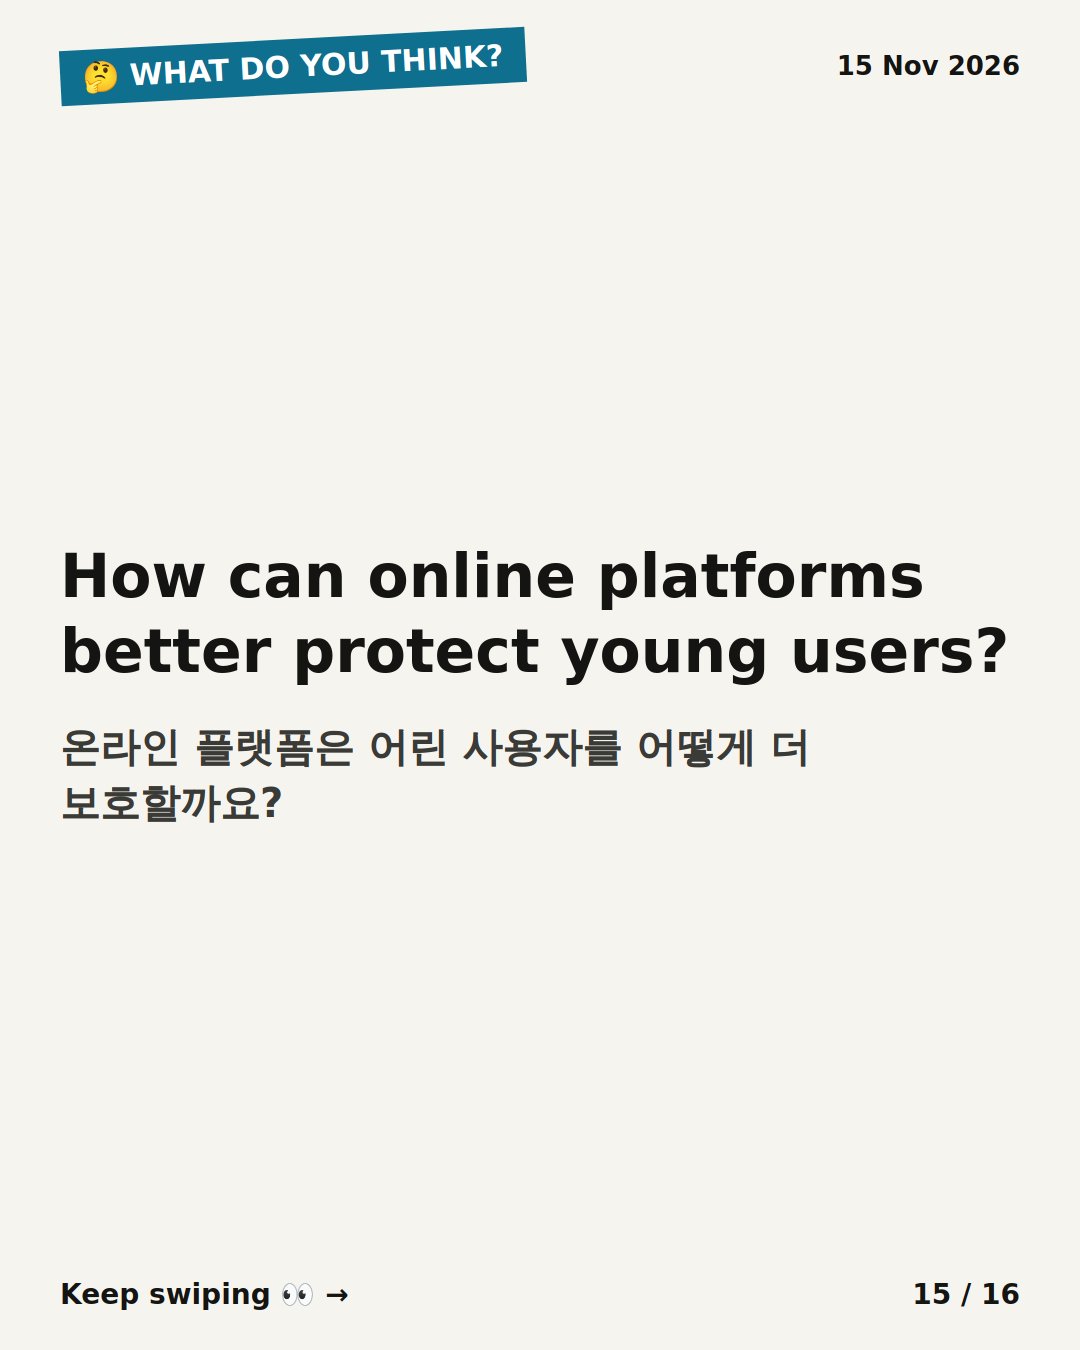 🤔 WHAT DO YOU THINK?
15 Nov 2026
How can online platforms
better protect young users?
온라인 플랫폼은 어린 사용자를 어떻게 더
보호할까요?
Keep swiping 👀 →
15 / 16